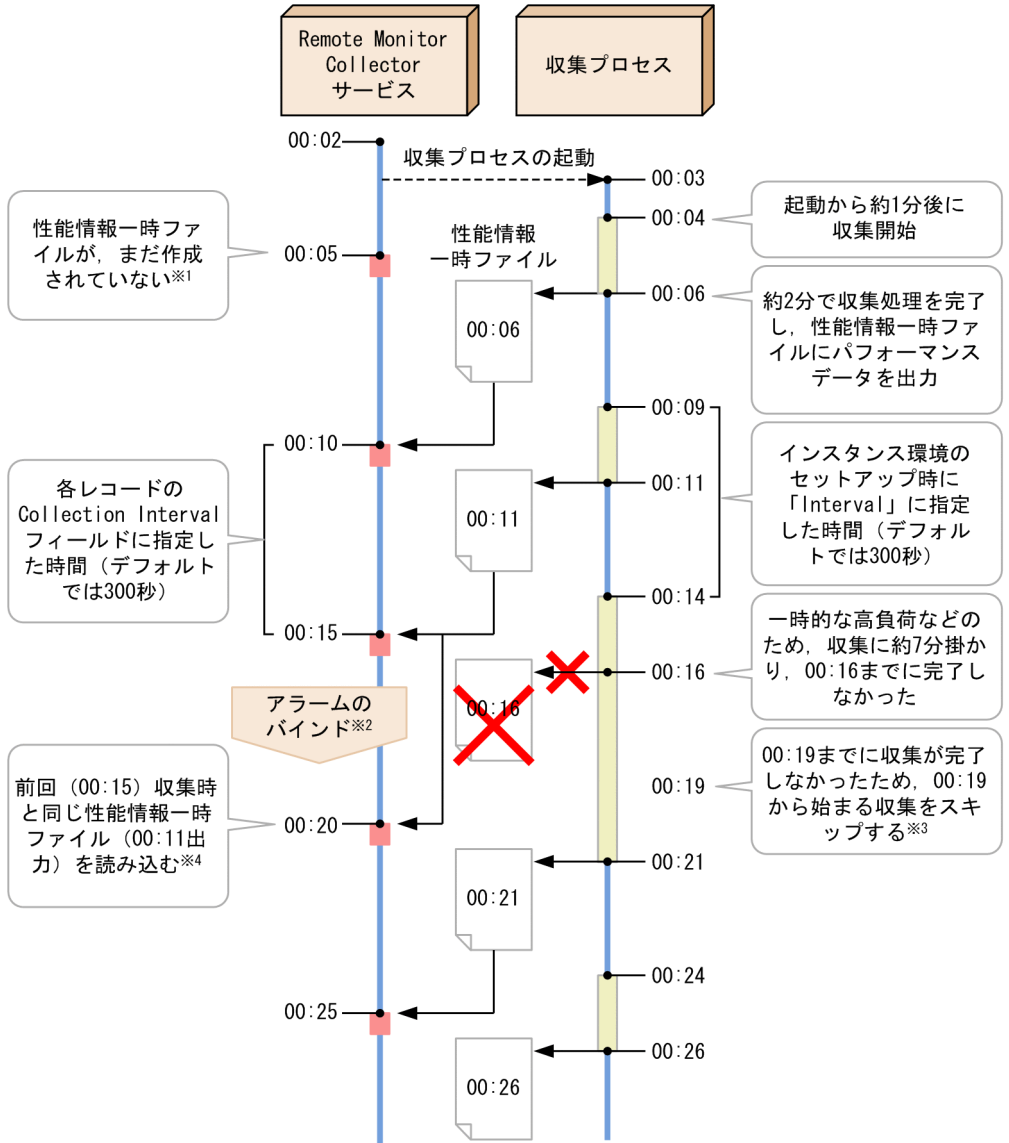 Remote Monitor
Collector
サービス
収集プロセス
00:02
収集プロセスの起動
00:03
00:04
起動から約1分後に
収集開始
性能情報一時ファ
イルが，まだ作成
されていない※1
00:05
性能情報
一時ファイル
00:06
00:06
約2分で収集処理を完了
し，性能情報一時ファ
イルにパフォーマンス
データを出力
00:09
00:10
各レコードの
Collection Interval
フィールドに指定し
た時間（デフォルト
では300秒）
00:11
00:11
インスタンス環境の
セットアップ時に
「Interval」に指定
した時間（デフォル
トでは300秒）
00:14
00:15
00:16
00:16
一時的な高負荷などの
ため，収集に約7分掛か
り，00:16までに完了し
なかった
アラームの
バインド※2
00:19
00:19までに収集が完了
しなかったため，00:19
から始まる収集をスキ
ップする※3
前回（00:15）収集時
と同じ性能情報一時
ファイル（00:11出
力）を読み込む※4
00:20
00:21
00:21
00:24
00:25
00:26
00:26